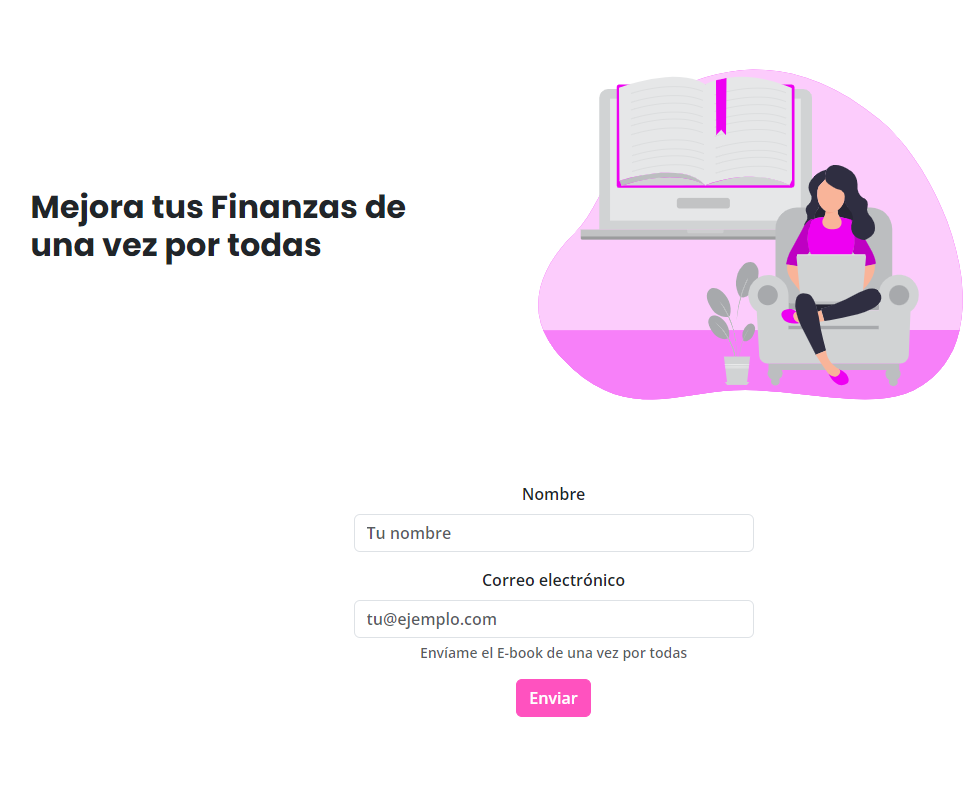 Mejora tus Finanzas de
una vez por todas
Nombre
Tu nombre
Correo electrónico
tu@ejemplo.com
Envíame el E-book de una vez por todas
Enviar